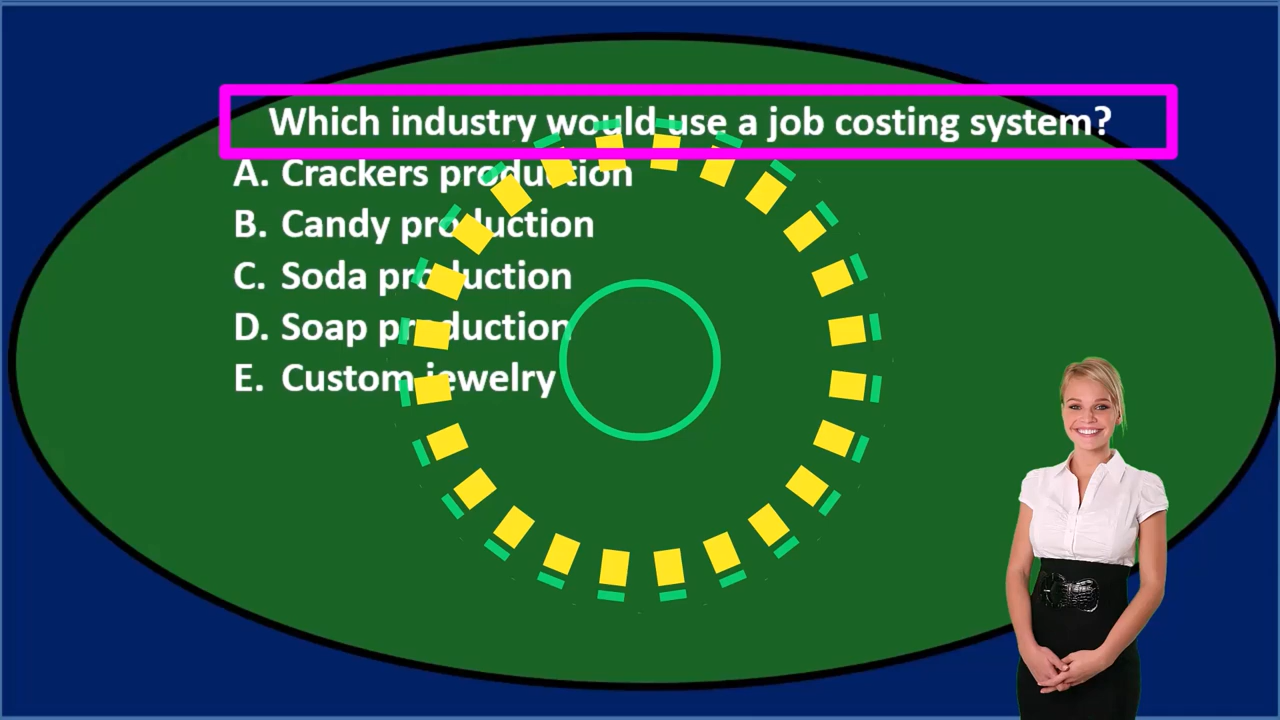 Which industry would use a job costing system?
A. Crackers production
B. Candy production
C. Soda production
D. Soap production
E. Custom jewelry